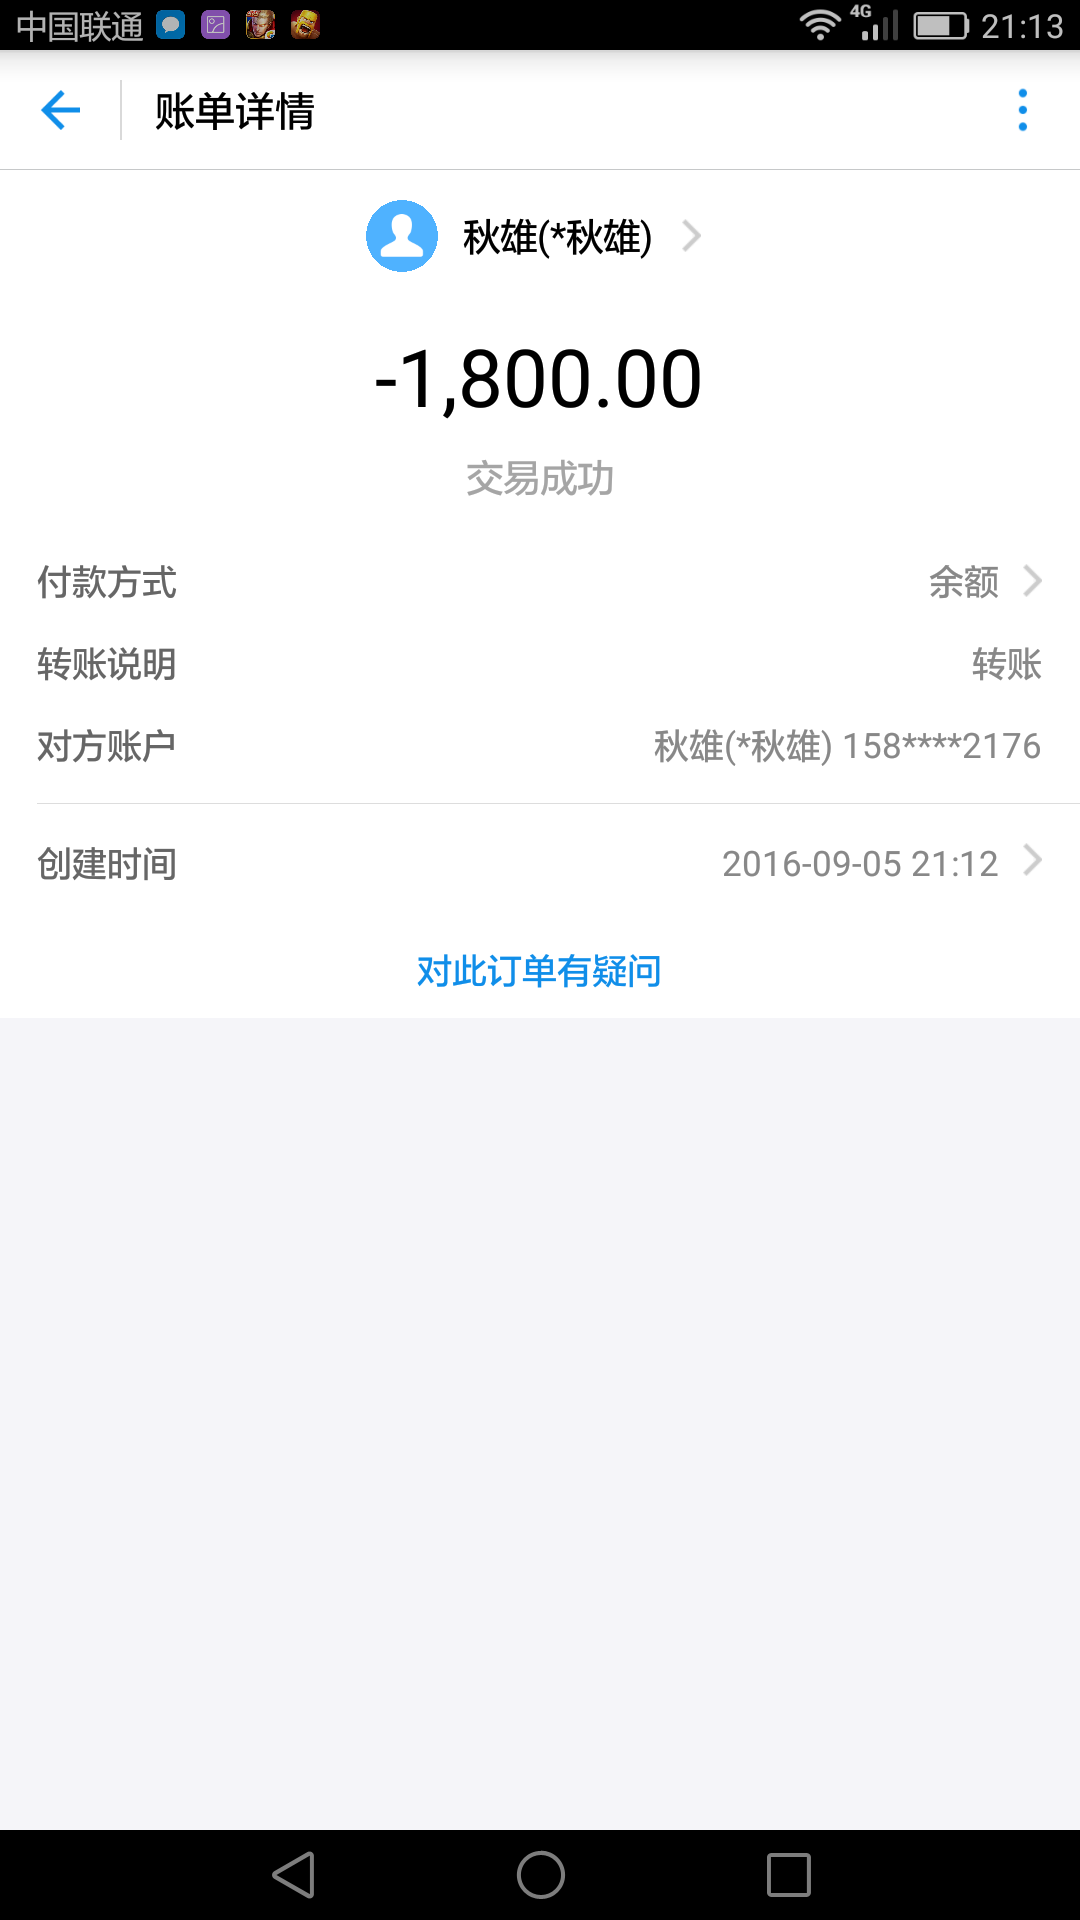 中国联通 4G 21:13
账单详情
秋雄(*秋雄)
-1,800.00
交易成功
付款方式 余额
转账说明 转账
对方账户 秋雄(*秋雄) 158****2176
创建时间 2016-09-05 21:12
对此订单有疑问